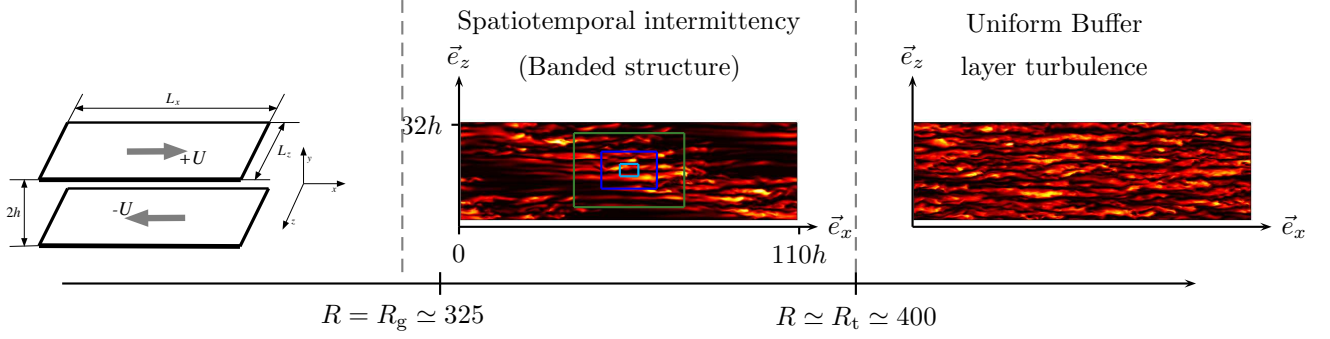 Spatiotemporal intermittency
(Banded structure)
Uniform Buffer
layer turbulence
L_x
+U
L_z
2h
-U
y
x
z
\vec{e}_z
32h
0
110h
\vec{e}_x
\vec{e}_z
\vec{e}_x
R = R_g ≃ 325
R ≃ R_t ≃ 400